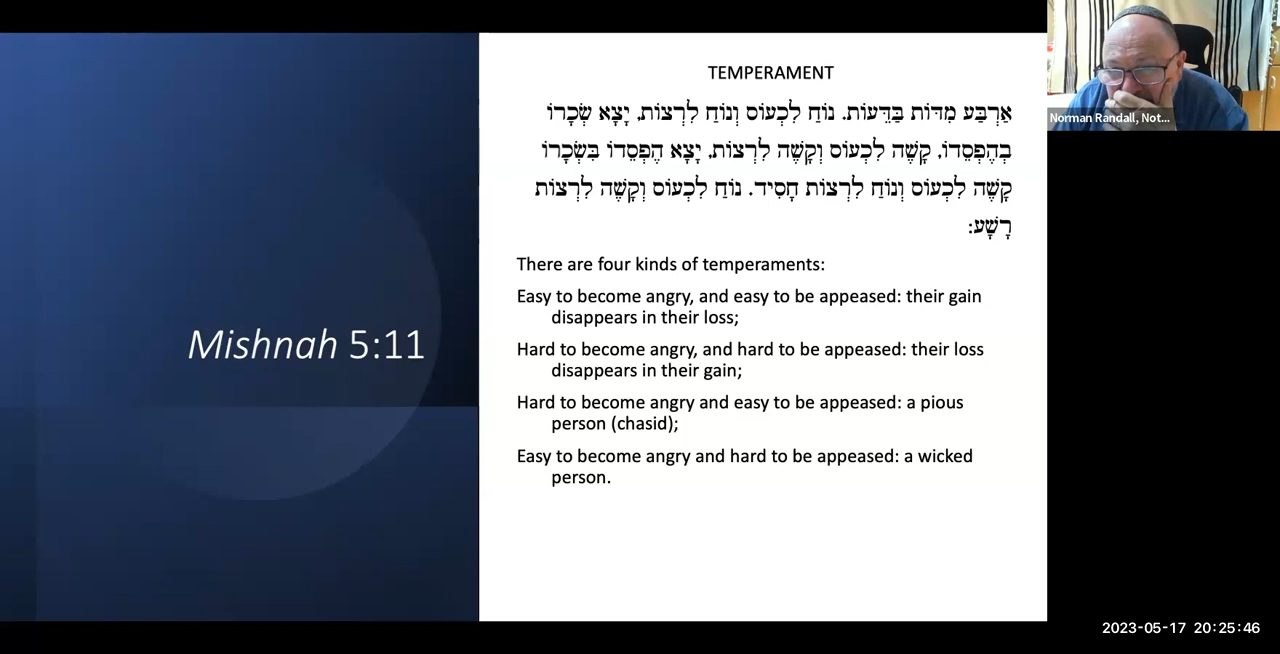 Mishnah 5:11
TEMPERAMENT
אַרְבַּע מִדּוֹת בַּדֵּעוֹת. נוֹחַ לִכְעוֹס וְנוֹחַ לִרְצוֹת, יָצָא שְׂכָרוֹ
בְהֶפְסֵדוֹ, קָשֶׁה לִכְעוֹס וְקָשֶׁה לִרְצוֹת, יָצָא הֶפְסֵדוֹ בִּשְׂכָרוֹ
קָשֶׁה לִכְעוֹס וְנוֹחַ לִרְצוֹת חָסִיד. נוֹחַ לִכְעוֹס וְקָשֶׁה לִרְצוֹת
רָשָׁע:
There are four kinds of temperaments:
Easy to become angry, and easy to be appeased: their gain
disappears in their loss;
Hard to become angry, and hard to be appeased: their loss
disappears in their gain;
Hard to become angry and easy to be appeased: a pious
person (chasid);
Easy to become angry and hard to be appeased: a wicked
person.
Norman Randall, Not...
2023-05-17 20:25:46